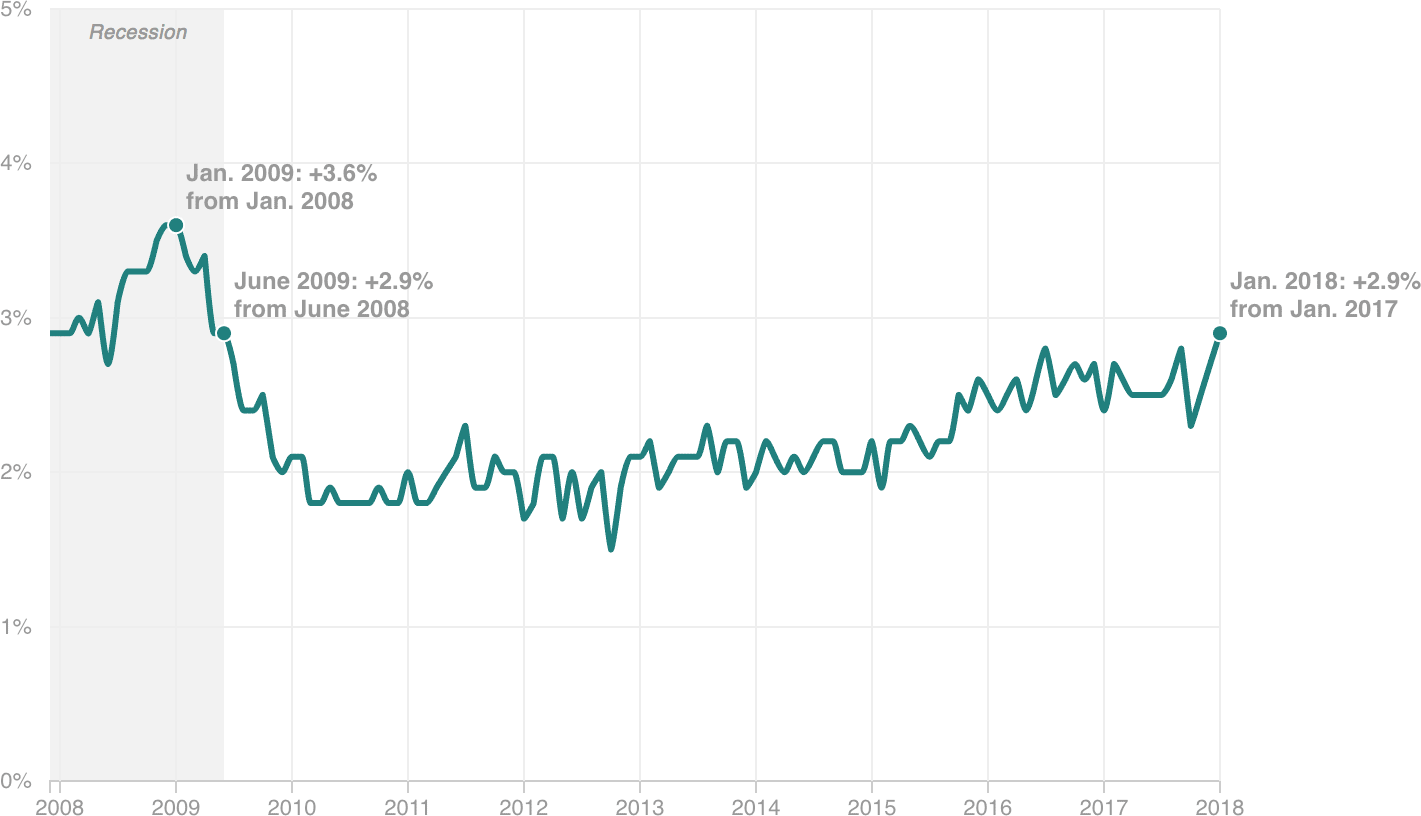 5%
Recession
4%
Jan. 2009: +3.6%
from Jan. 2008
June 2009: +2.9%
from June 2008
Jan. 2018: +2.9%
from Jan. 2017
3%
2%
1%
0%
2008 2009 2010 2011 2012 2013 2014 2015 2016 2017 2018